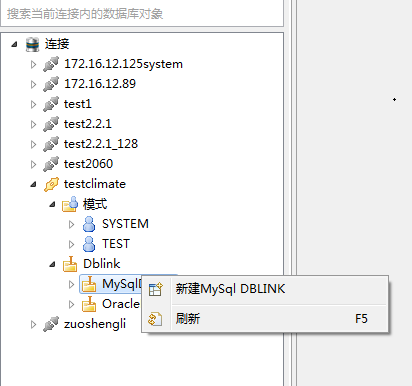 搜索当前连接内的数据库对象
连接
172.16.12.125system
172.16.12.89
test1
test2.2.1
test2.2.1_128
test2060
testclimate
模式
SYSTEM
TEST
Dblink
MySql
新建MySql DBLINK
Oracle
刷新 F5
zuoshengli